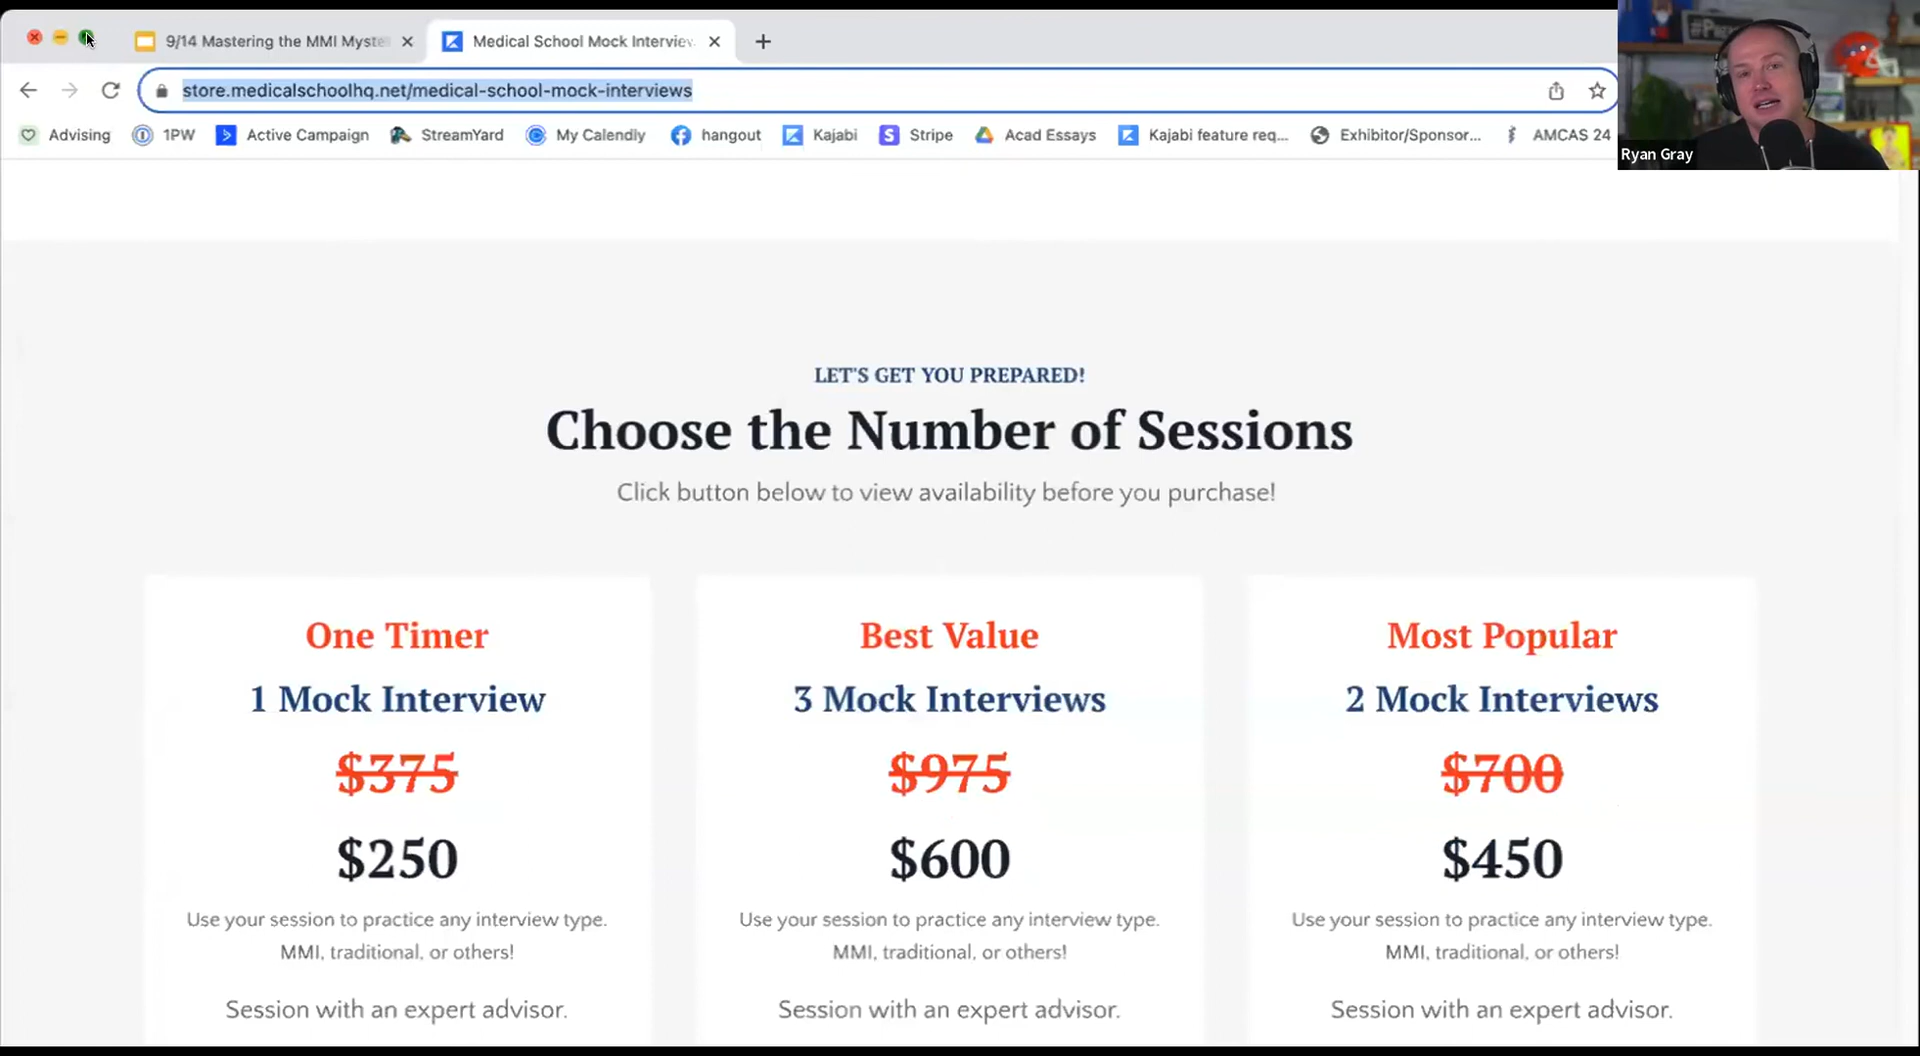 9/14 Mastering the MMI Myste
Medical School Mock Interview
store.medicalschoolhq.net/medical-school-mock-interviews
Advising
1PW
Active Campaign
StreamYard
My Calendly
hangout
Kajabi
Stripe
Acad Essays
Kajabi feature req...
Exhibitor/Sponsor...
AMCAS 24
Ryan Gray
LET'S GET YOU PREPARED!
Choose the Number of Sessions
Click button below to view availability before you purchase!
One Timer
1 Mock Interview
$375
$250
Use your session to practice any interview type.
MMI, traditional, or others!
Session with an expert advisor.
Best Value
3 Mock Interviews
$975
$600
Use your session to practice any interview type.
MMI, traditional, or others!
Session with an expert advisor.
Most Popular
2 Mock Interviews
$700
$450
Use your session to practice any interview type.
MMI, traditional, or others!
Session with an expert advisor.